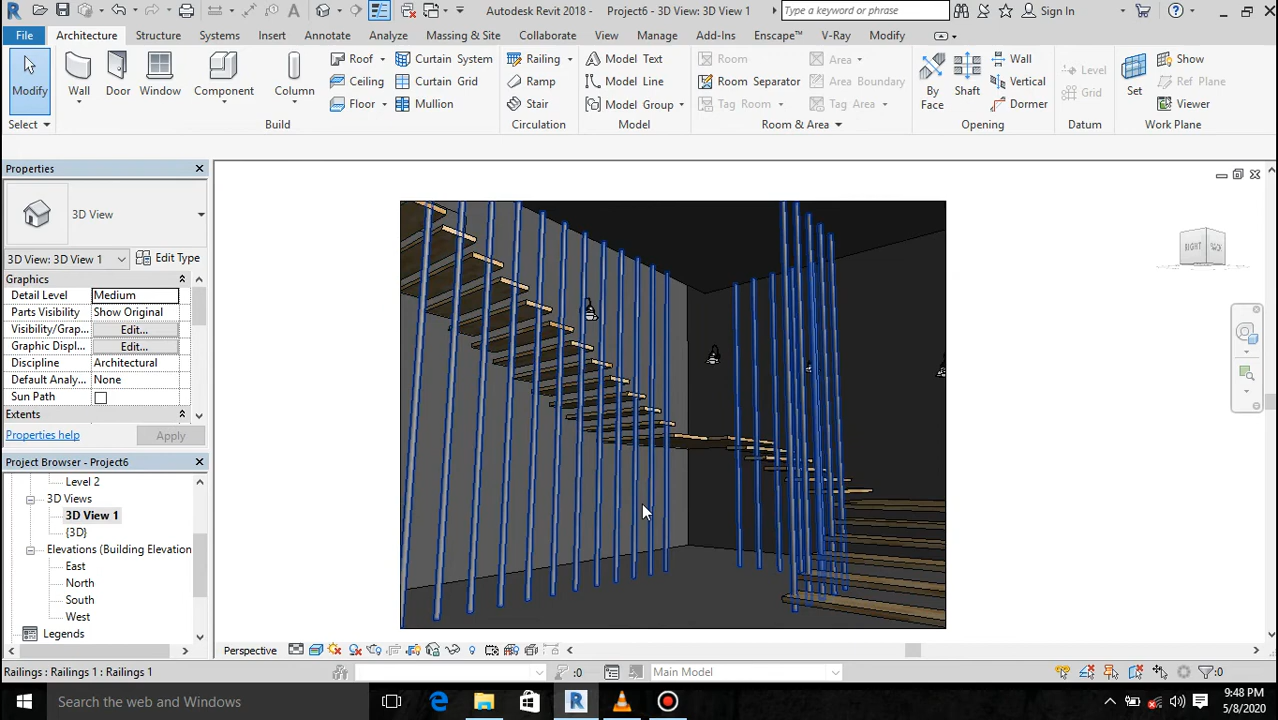 Autodesk Revit 2018 - Project6 - 3D View: 3D View 1
Type a keyword or phrase
Sign In
File
Architecture
Structure
Systems
Insert
Annotate
Analyze
Massing & Site
Collaborate
View
Manage
Add-Ins
Enscape™
V-Ray
Modify
Modify
Wall
Door
Window
Component
Column
Roof
Ceiling
Floor
Curtain System
Curtain Grid
Mullion
Railing
Ramp
Stair
Model Text
Model Line
Model Group
Room
Room Separator
Tag Room
Area
Area Boundary
Tag Area
By Face
Shaft
Wall
Vertical
Dormer
Level
Grid
Set
Show
Ref Plane
Viewer
Select
Build
Circulation
Model
Room & Area
Opening
Datum
Work Plane
Properties
3D View
3D View: 3D View 1
Edit Type
Graphics
Detail Level Medium
Parts Visibility Show Original
Visibility/Grap... Edit...
Graphic Displ... Edit...
Discipline Architectural
Default Analy... None
Sun Path
Extents
Properties help
Apply
Project Browser - Project6
Level 2
3D Views
3D View 1
{3D}
Elevations (Building Elevation
East
North
South
West
Legends
RIGHT
BACK
Perspective
Railings : Railings 1 : Railings 1
:0
Main Model
:0
Search the web and Windows
9:48 PM
5/8/2020